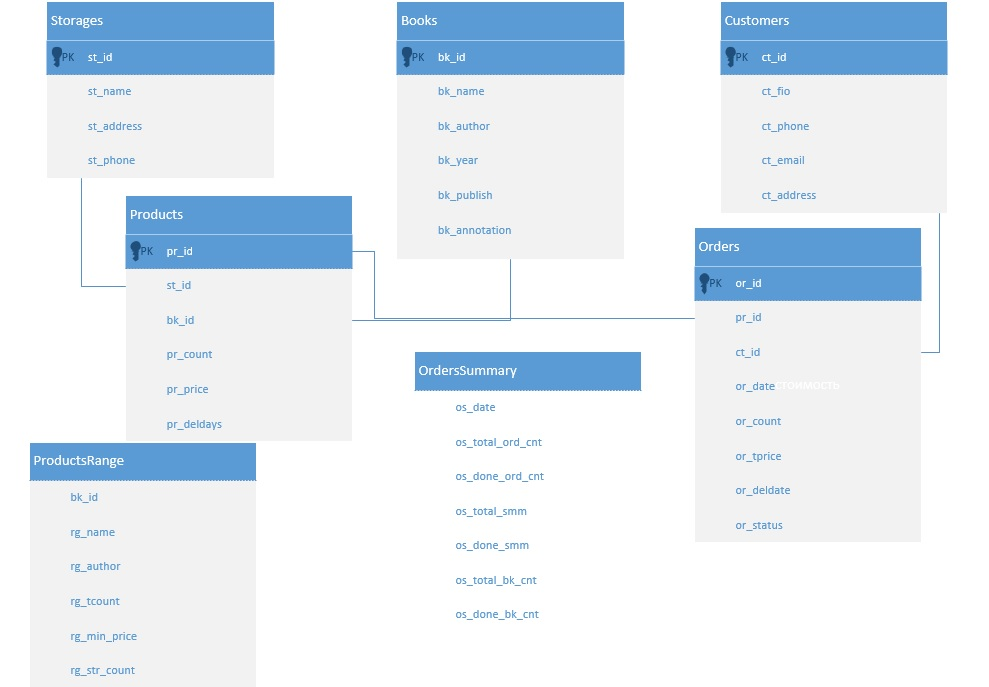 Storages
PK st_id
st_name
st_address
st_phone
Books
PK bk_id
bk_name
bk_author
bk_year
bk_publish
bk_annotation
Customers
PK ct_id
ct_fio
ct_phone
ct_email
ct_address
Products
PK pr_id
st_id
bk_id
pr_count
pr_price
pr_deldays
Orders
PK or_id
pr_id
ct_id
or_date стоимость
or_count
or_tprice
or_deldate
or_status
OrdersSummary
os_date
os_total_ord_cnt
os_done_ord_cnt
os_total_smm
os_done_smm
os_total_bk_cnt
os_done_bk_cnt
ProductsRange
bk_id
rg_name
rg_author
rg_tcount
rg_min_price
rg_str_count